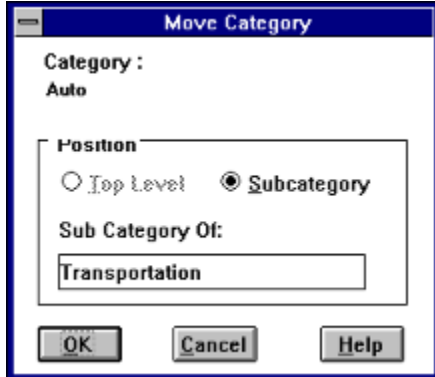 Move Category
Category :
Auto
Position
Top Level Subcategory
Sub Category Of:
Transportation
OK Cancel Help